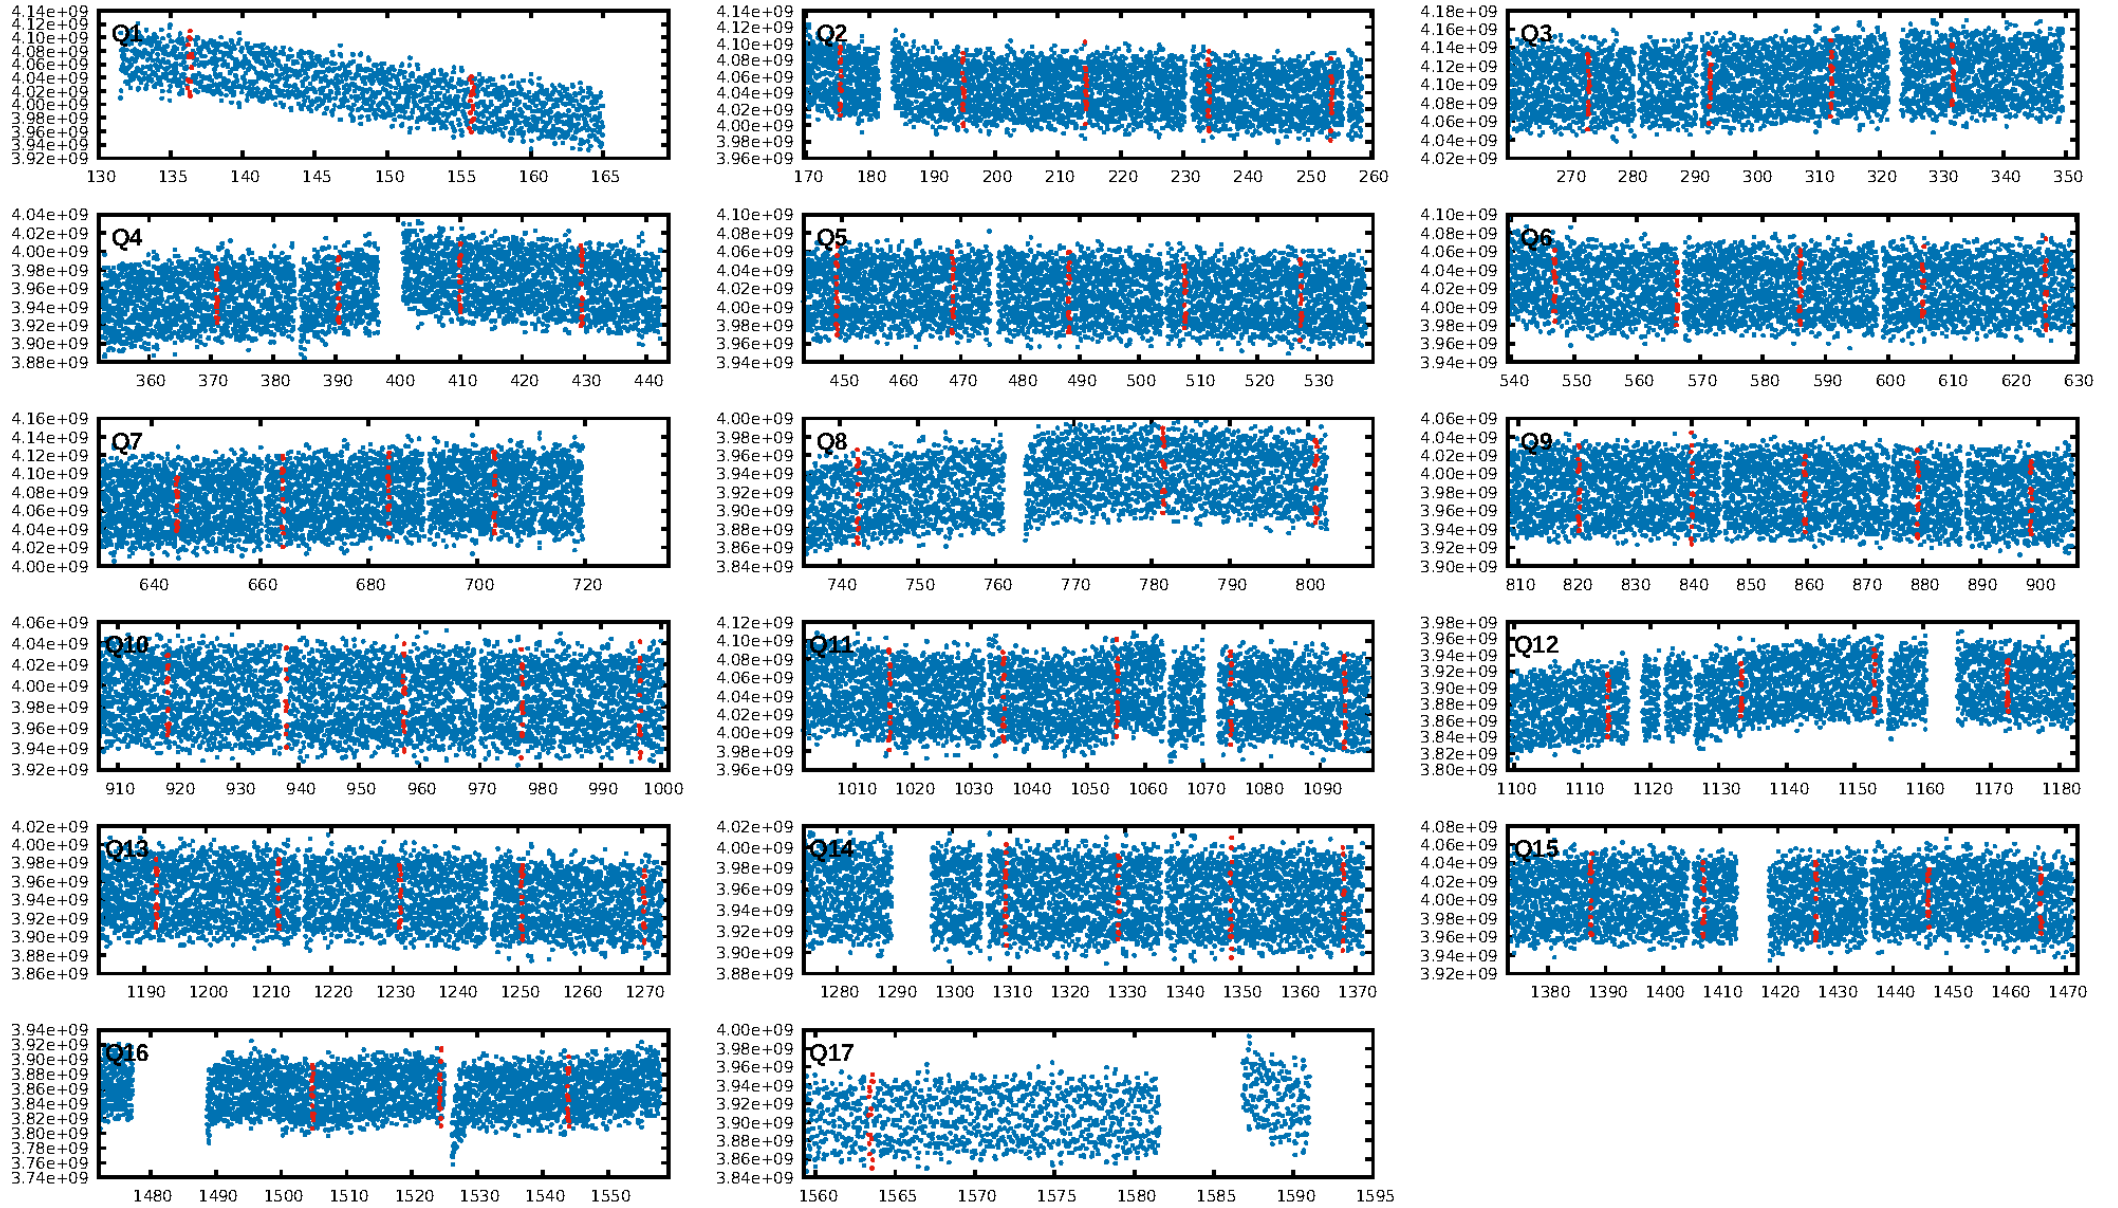 Q1
4.14e+09
4.12e+09
4.10e+09
4.08e+09
4.06e+09
4.04e+09
4.02e+09
4.00e+09
3.98e+09
3.96e+09
3.94e+09
3.92e+09
130 135 140 145 150 155 160 165
Q2
4.14e+09
4.12e+09
4.10e+09
4.08e+09
4.06e+09
4.04e+09
4.02e+09
4.00e+09
3.98e+09
3.96e+09
170 180 190 200 210 220 230 240 250 260
Q3
4.18e+09
4.16e+09
4.14e+09
4.12e+09
4.10e+09
4.08e+09
4.06e+09
4.04e+09
4.02e+09
270 280 290 300 310 320 330 340 350
Q4
4.04e+09
4.02e+09
4.00e+09
3.98e+09
3.96e+09
3.94e+09
3.92e+09
3.90e+09
3.88e+09
360 370 380 390 400 410 420 430 440
Q5
4.10e+09
4.08e+09
4.06e+09
4.04e+09
4.02e+09
4.00e+09
3.98e+09
3.96e+09
3.94e+09
450 460 470 480 490 500 510 520 530
Q6
4.10e+09
4.08e+09
4.06e+09
4.04e+09
4.02e+09
4.00e+09
3.98e+09
3.96e+09
3.94e+09
540 550 560 570 580 590 600 610 620 630
Q7
4.16e+09
4.14e+09
4.12e+09
4.10e+09
4.08e+09
4.06e+09
4.04e+09
4.02e+09
4.00e+09
640 660 680 700 720
Q8
4.00e+09
3.98e+09
3.96e+09
3.94e+09
3.92e+09
3.90e+09
3.88e+09
3.86e+09
3.84e+09
740 750 760 770 780 790 800
Q9
4.06e+09
4.04e+09
4.02e+09
4.00e+09
3.98e+09
3.96e+09
3.94e+09
3.92e+09
3.90e+09
810 820 830 840 850 860 870 880 890 900
Q10
4.06e+09
4.04e+09
4.02e+09
4.00e+09
3.98e+09
3.96e+09
3.94e+09
3.92e+09
910 920 930 940 950 960 970 980 990 1000
Q11
4.12e+09
4.10e+09
4.08e+09
4.06e+09
4.04e+09
4.02e+09
4.00e+09
3.98e+09
3.96e+09
1010 1020 1030 1040 1050 1060 1070 1080 1090
Q12
3.98e+09
3.96e+09
3.94e+09
3.92e+09
3.90e+09
3.88e+09
3.86e+09
3.84e+09
3.82e+09
3.80e+09
1100 1110 1120 1130 1140 1150 1160 1170 1180
Q13
4.02e+09
4.00e+09
3.98e+09
3.96e+09
3.94e+09
3.92e+09
3.90e+09
3.88e+09
3.86e+09
1190 1200 1210 1220 1230 1240 1250 1260 1270
Q14
4.02e+09
4.00e+09
3.98e+09
3.96e+09
3.94e+09
3.92e+09
3.90e+09
3.88e+09
1280 1290 1300 1310 1320 1330 1340 1350 1360 1370
Q15
4.08e+09
4.06e+09
4.04e+09
4.02e+09
4.00e+09
3.98e+09
3.96e+09
3.94e+09
3.92e+09
1380 1390 1400 1410 1420 1430 1440 1450 1460 1470
Q16
3.94e+09
3.92e+09
3.90e+09
3.88e+09
3.86e+09
3.84e+09
3.82e+09
3.80e+09
3.78e+09
3.76e+09
3.74e+09
1480 1490 1500 1510 1520 1530 1540 1550
Q17
4.00e+09
3.98e+09
3.96e+09
3.94e+09
3.92e+09
3.90e+09
3.88e+09
3.86e+09
3.84e+09
1560 1565 1570 1575 1580 1585 1590 1595